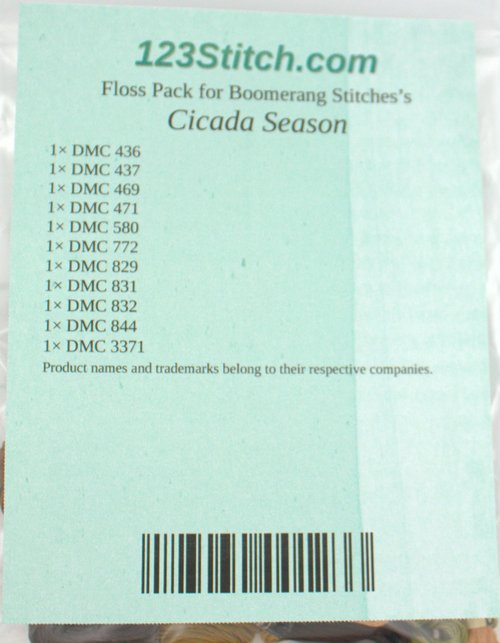 123Stitch.com
Floss Pack for Boomerang Stitches's
Cicada Season
1× DMC 436
1× DMC 437
1× DMC 469
1× DMC 471
1× DMC 580
1× DMC 772
1× DMC 829
1× DMC 831
1× DMC 832
1× DMC 844
1× DMC 3371
Product names and trademarks belong to their respective companies.